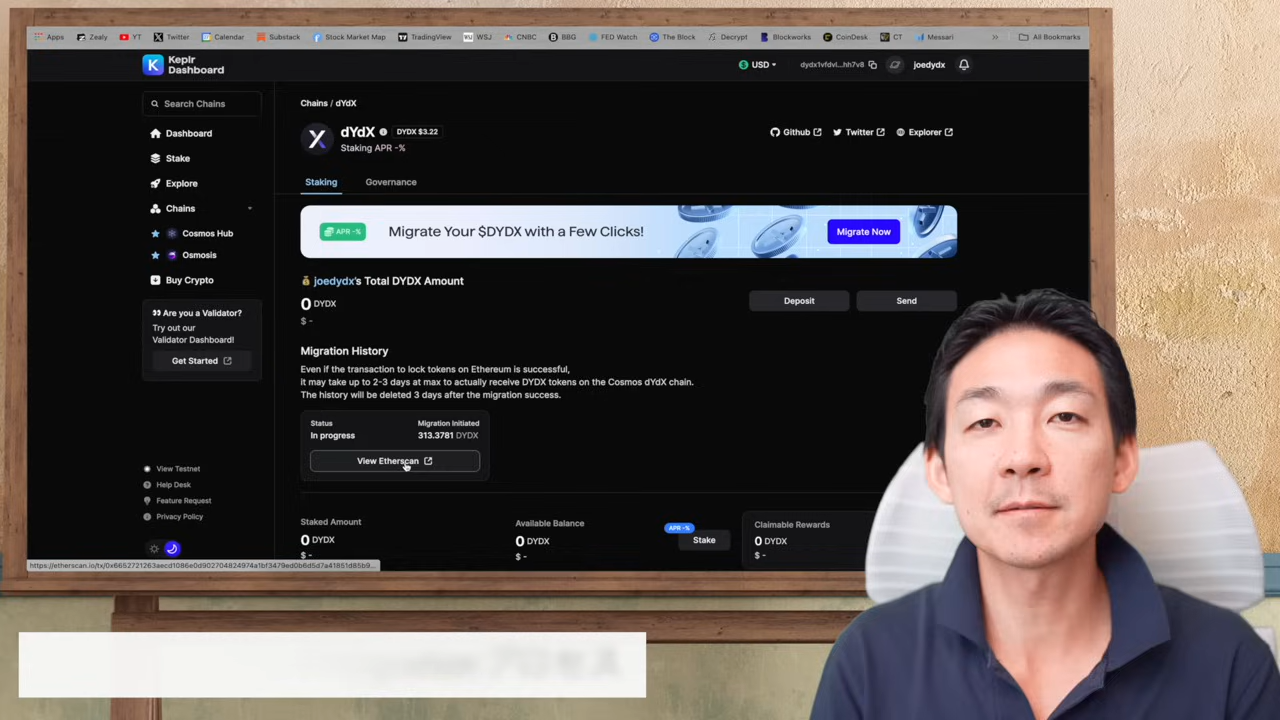 Apps Zealy YT Twitter Calendar Substack Stock Market Map TradingView WSJ CNBC BBG FED Watch The Block Decrypt Blockworks CoinDesk CT Messari » All Bookmarks
Keplr
Dashboard
USD dydx1vfdvl...hh7v8 joedydx
Search Chains
Dashboard
Stake
Explore
Chains
Cosmos Hub
Osmosis
Buy Crypto
Are you a Validator?
Try out our
Validator Dashboard!
Get Started
View Testnet
Help Desk
Feature Request
Privacy Policy
Chains / dYdX
dYdX DYDX $3.22
Staking APR -%
Github Twitter Explorer
Staking Governance
APR -% Migrate Your $DYDX with a Few Clicks! Migrate Now
joedydx's Total DYDX Amount
0 DYDX
$ -
Deposit Send
Migration History
Even if the transaction to lock tokens on Ethereum is successful,
it may take up to 2-3 days at max to actually receive DYDX tokens on the Cosmos dYdX chain.
The history will be deleted 3 days after the migration success.
Status Migration Initiated
In progress 313.3781 DYDX
View Etherscan
Staked Amount
0 DYDX
$ -
Available Balance
0 DYDX
$ -
APR -%
Stake
Claimable Rewards
0 DYDX
$ -